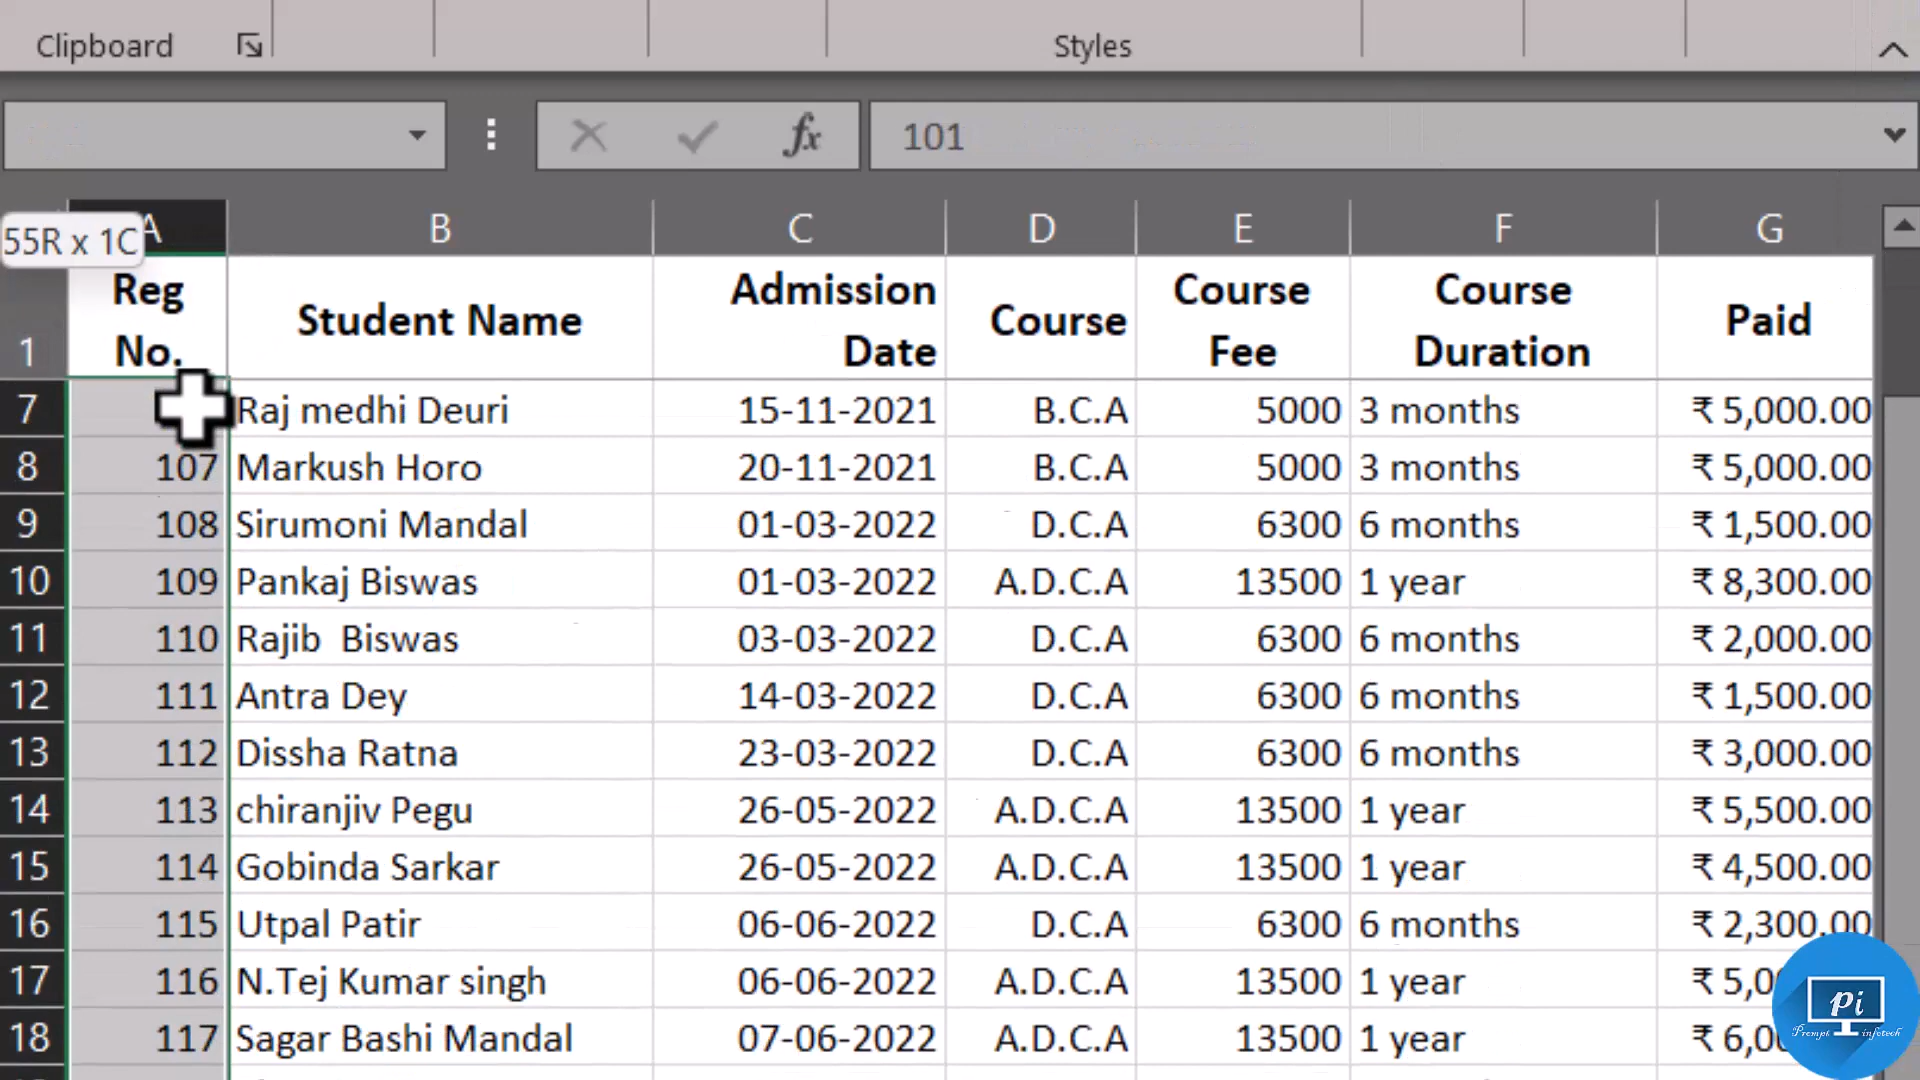 Clipboard Styles
fx 101
55R x 1C A B C D E F G
1 Reg No. Student Name Admission Date Course Course Fee Course Duration Paid
7 Raj medhi Deuri 15-11-2021 B.C.A 5000 3 months ₹ 5,000.00
8 107 Markush Horo 20-11-2021 B.C.A 5000 3 months ₹ 5,000.00
9 108 Sirumoni Mandal 01-03-2022 D.C.A 6300 6 months ₹ 1,500.00
10 109 Pankaj Biswas 01-03-2022 A.D.C.A 13500 1 year ₹ 8,300.00
11 110 Rajib  Biswas 03-03-2022 D.C.A 6300 6 months ₹ 2,000.00
12 111 Antra Dey 14-03-2022 D.C.A 6300 6 months ₹ 1,500.00
13 112 Dissha Ratna 23-03-2022 D.C.A 6300 6 months ₹ 3,000.00
14 113 chiranjiv Pegu 26-05-2022 A.D.C.A 13500 1 year ₹ 5,500.00
15 114 Gobinda Sarkar 26-05-2022 A.D.C.A 13500 1 year ₹ 4,500.00
16 115 Utpal Patir 06-06-2022 D.C.A 6300 6 months ₹ 2,300.00
17 116 N.Tej Kumar singh 06-06-2022 A.D.C.A 13500 1 year ₹ 5,0
18 117 Sagar Bashi Mandal 07-06-2022 A.D.C.A 13500 1 year ₹ 6,0
pi
Prompt infotech